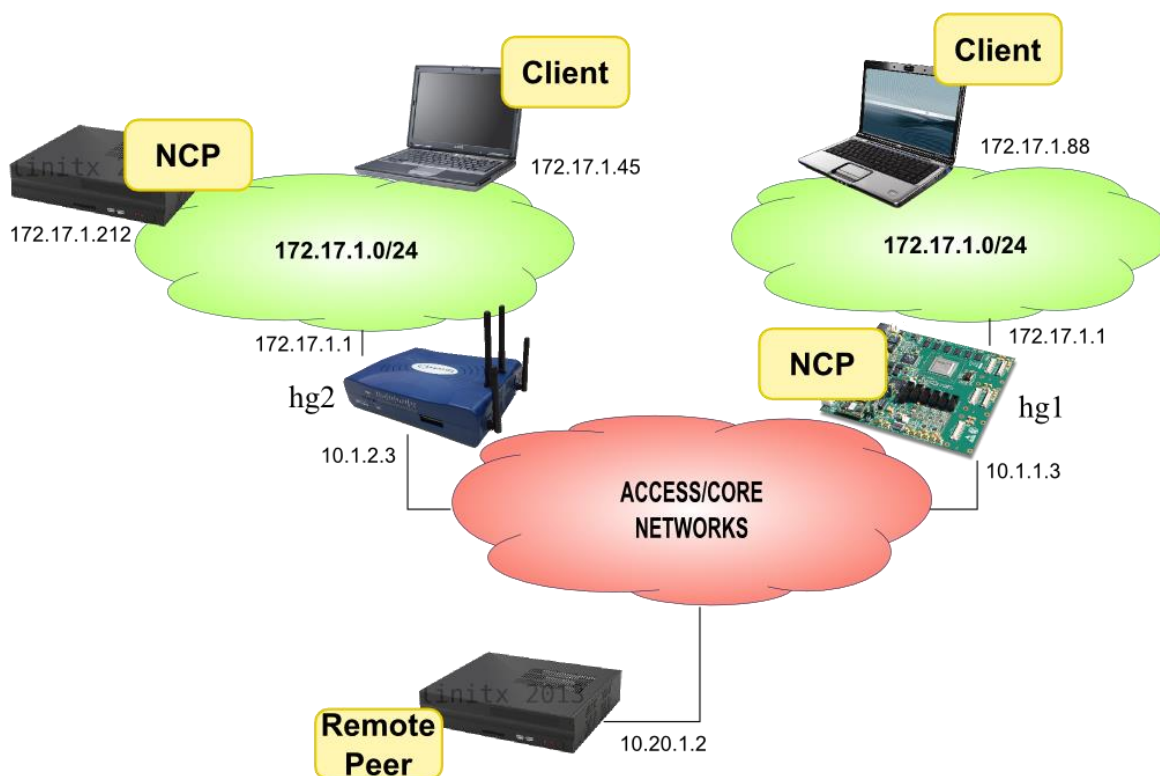 Client
Client
NCP
172.17.1.45
172.17.1.88
172.17.1.212
172.17.1.0/24
172.17.1.0/24
172.17.1.1
172.17.1.1
NCP
hg2
hg1
10.1.2.3
10.1.1.3
ACCESS/CORE
NETWORKS
linitx 2013
Remote
Peer
10.20.1.2